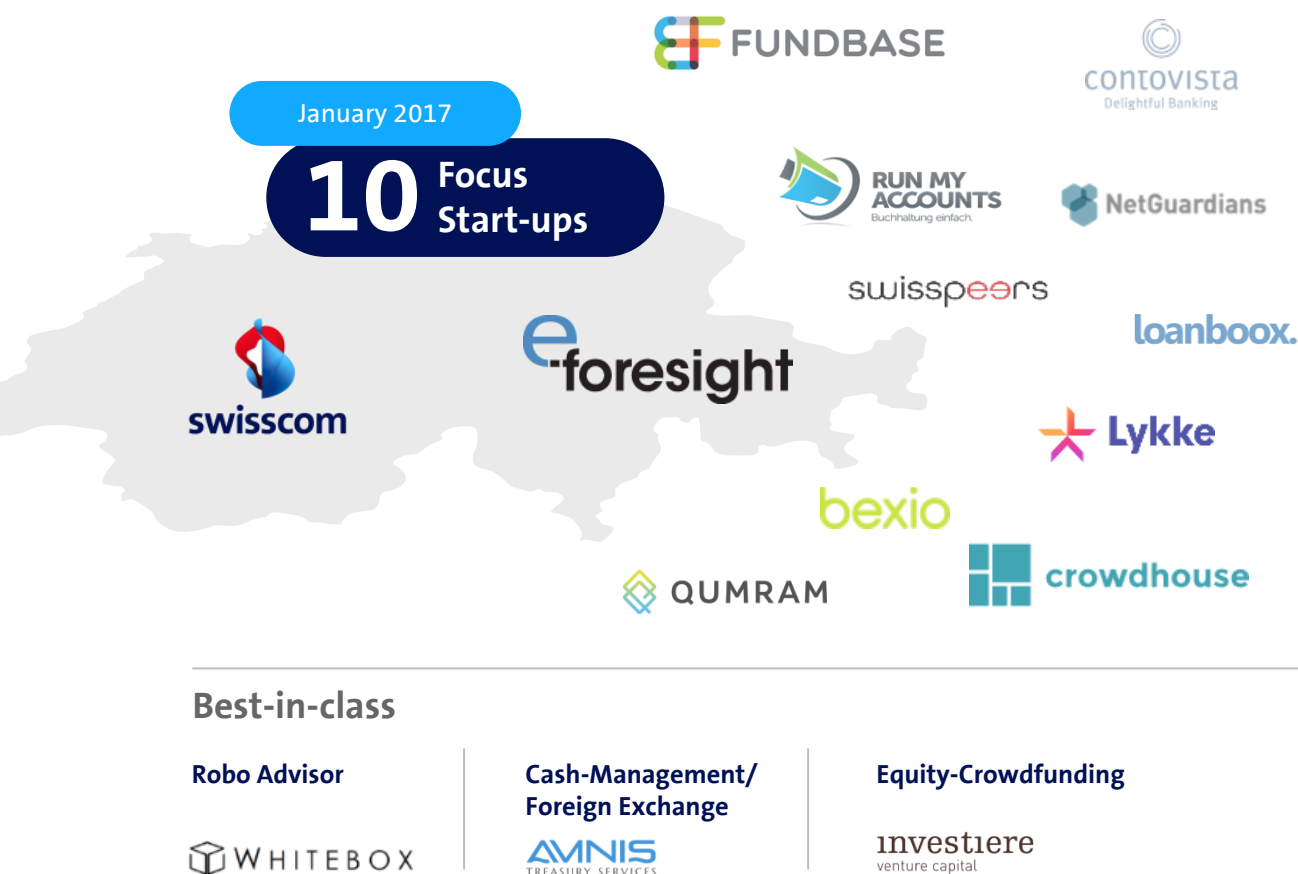 FUNDBASE
contovista
Delightful Banking
January 2017
10 Focus
Start-ups
RUN MY
ACCOUNTS
Buchhaltung einfach.
NetGuardians
swisspeers
loanboox.
e-foresight
swisscom
Lykke
bexio
QUMRAM
crowdhouse
Best-in-class
Robo Advisor
Cash-Management/
Foreign Exchange
Equity-Crowdfunding
WHITEBOX
AMNIS
TREASURY SERVICES
investiere
venture capital